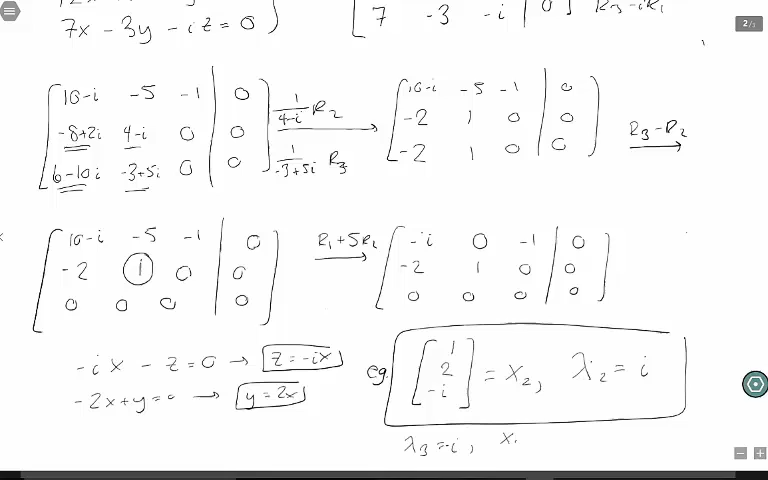 7x - 3y - iz = 0
7 -3 -i | 0 R3-iR1
2/3
10-i -5 -1 | 0
-8+2i 4-i 0 | 0
6-10i -3+5i 0 | 0
1/(4-i) R2
1/(-3+5i) R3
10-i -5 -1 | 0
-2 1 0 | 0
-2 1 0 | 0
R3-R2
10-i -5 -1 | 0
-2 1 0 | 0
0 0 0 | 0
R1+5R2
-i 0 -1 | 0
-2 1 0 | 0
0 0 0 | 0
-ix - z = 0 → z = -ix
-2x+y=0 → y = 2x
eg. [1 2 -i] = X2, λ2 = i
λ3 = -i, x